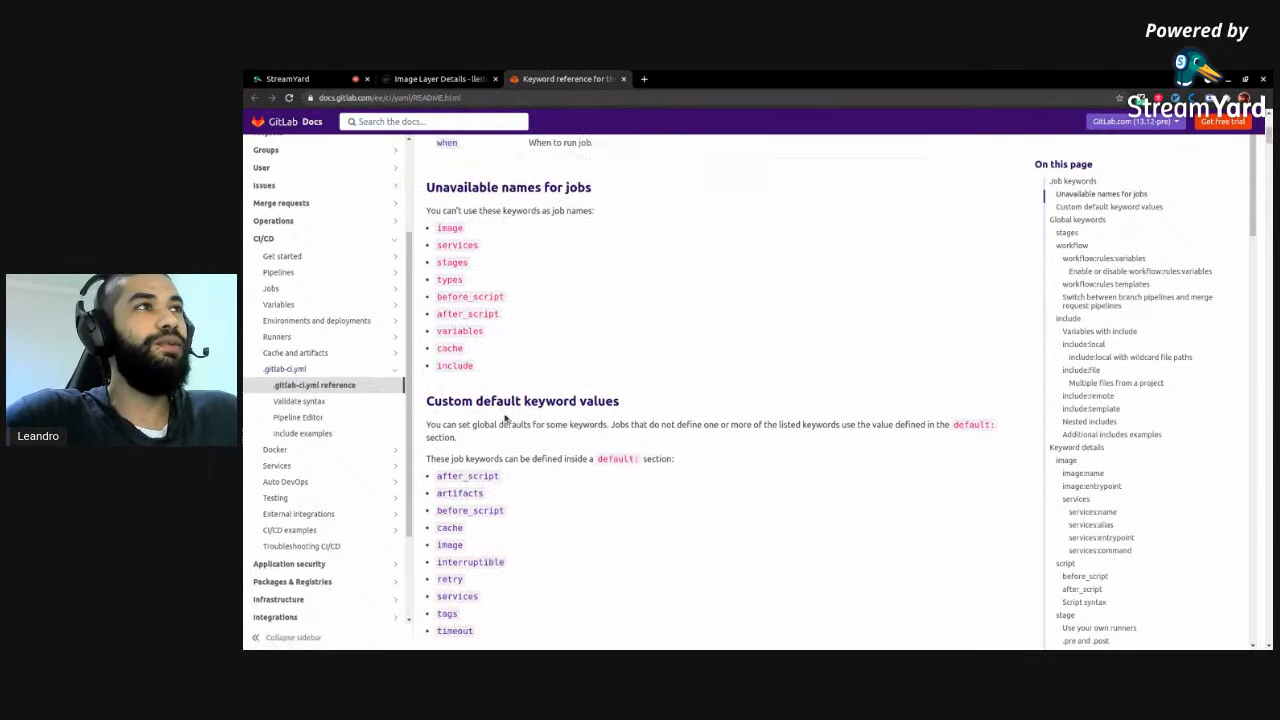 Powered by
StreamYard
StreamYard
Image Layer Details - lleit
Keyword reference for th
docs.gitlab.com/ee/ci/yaml/README.html
GitLab Docs
Search the docs...
GitLab.com (13.12-pre)
Get free trial
Groups
User
Issues
Merge requests
Operations
CI/CD
Get started
Pipelines
Jobs
Variables
Environments and deployments
Runners
Cache and artifacts
.gitlab-ci.yml
.gitlab-ci.yml reference
Validate syntax
Pipeline Editor
Include examples
Docker
Services
Auto DevOps
Testing
External integrations
CI/CD examples
Troubleshooting CI/CD
Application security
Packages & Registries
Infrastructure
Integrations
Collapse sidebar
when When to run job.
Unavailable names for jobs
You can't use these keywords as job names:
image
services
stages
types
before_script
after_script
variables
cache
include
Custom default keyword values
You can set global defaults for some keywords. Jobs that do not define one or more of the listed keywords use the value defined in the default:
section.
These job keywords can be defined inside a default: section:
after_script
artifacts
before_script
cache
image
interruptible
retry
services
tags
timeout
On this page
Job keywords
Unavailable names for jobs
Custom default keyword values
Global keywords
stages
workflow
workflow:rules:variables
Enable or disable workflow:rules:variables
workflow:rules templates
Switch between branch pipelines and merge
request pipelines
include
Variables with include
include:local
include:local with wildcard file paths
include:file
Multiple files from a project
include:remote
include:template
Nested includes
Additional includes examples
Keyword details
image
image:name
image:entrypoint
services
services:name
services:alias
services:entrypoint
services:command
script
before_script
after_script
Script syntax
stage
Use your own runners
.pre and .post
Leandro